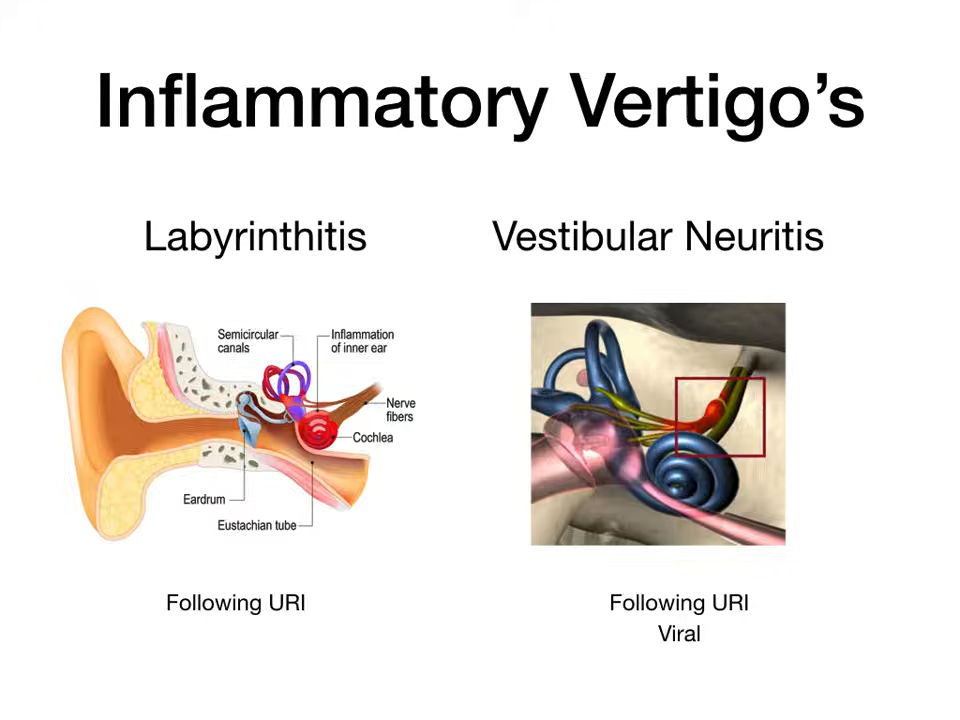 Inflammatory Vertigo’s
Labyrinthitis
Semicircular
canals
Inflammation
of inner ear
Nerve
fibers
Cochlea
Eardrum
Eustachian tube
Following URI
Vestibular Neuritis
Following URI
Viral